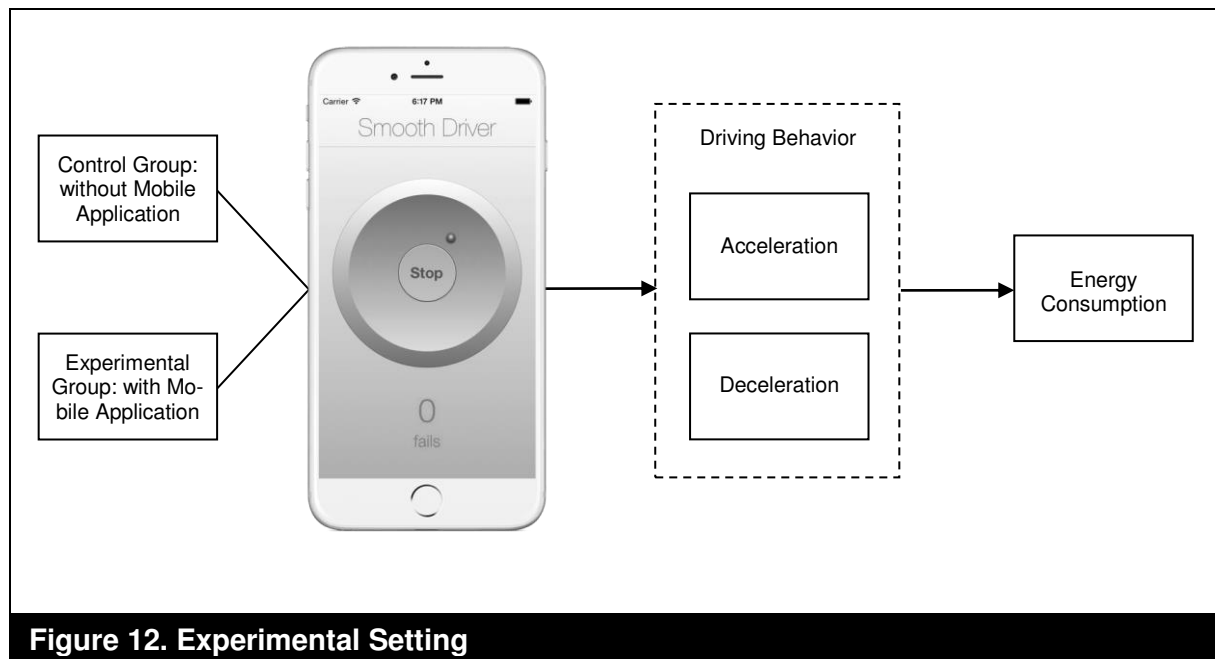 Control Group:
without Mobile
Application
Experimental
Group: with Mo-
bile Application
Carrier
6:17 PM
Smooth Driver
Stop
0
fails
Driving Behavior
Acceleration
Deceleration
Energy
Consumption
Figure 12. Experimental Setting